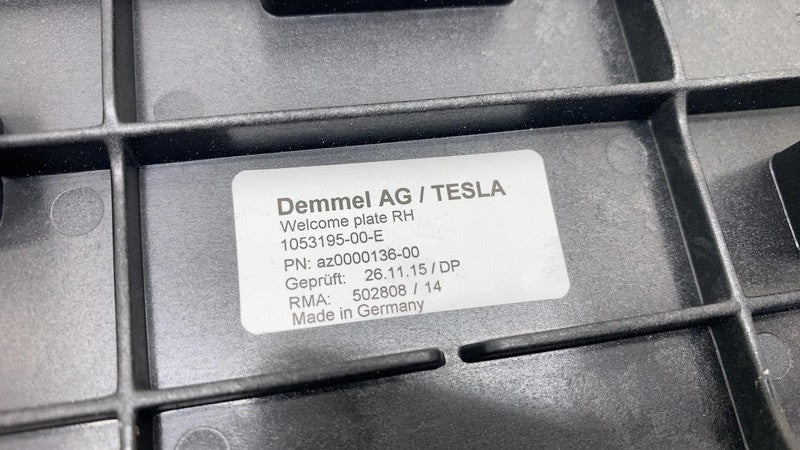 Demmel AG / TESLA
Welcome plate RH
1053195-00-E
PN: az0000136-00
Geprüft: 26.11.15 / DP
RMA: 502808 / 14
Made in Germany